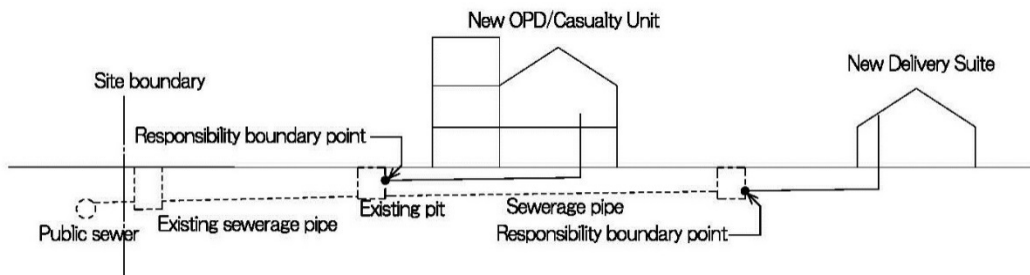 New OPD/Casualty Unit
New Delivery Suite
Site boundary
Responsibility boundary point
Public sewer
Existing sewerage pipe
Existing pit
Sewerage pipe
Responsibility boundary point